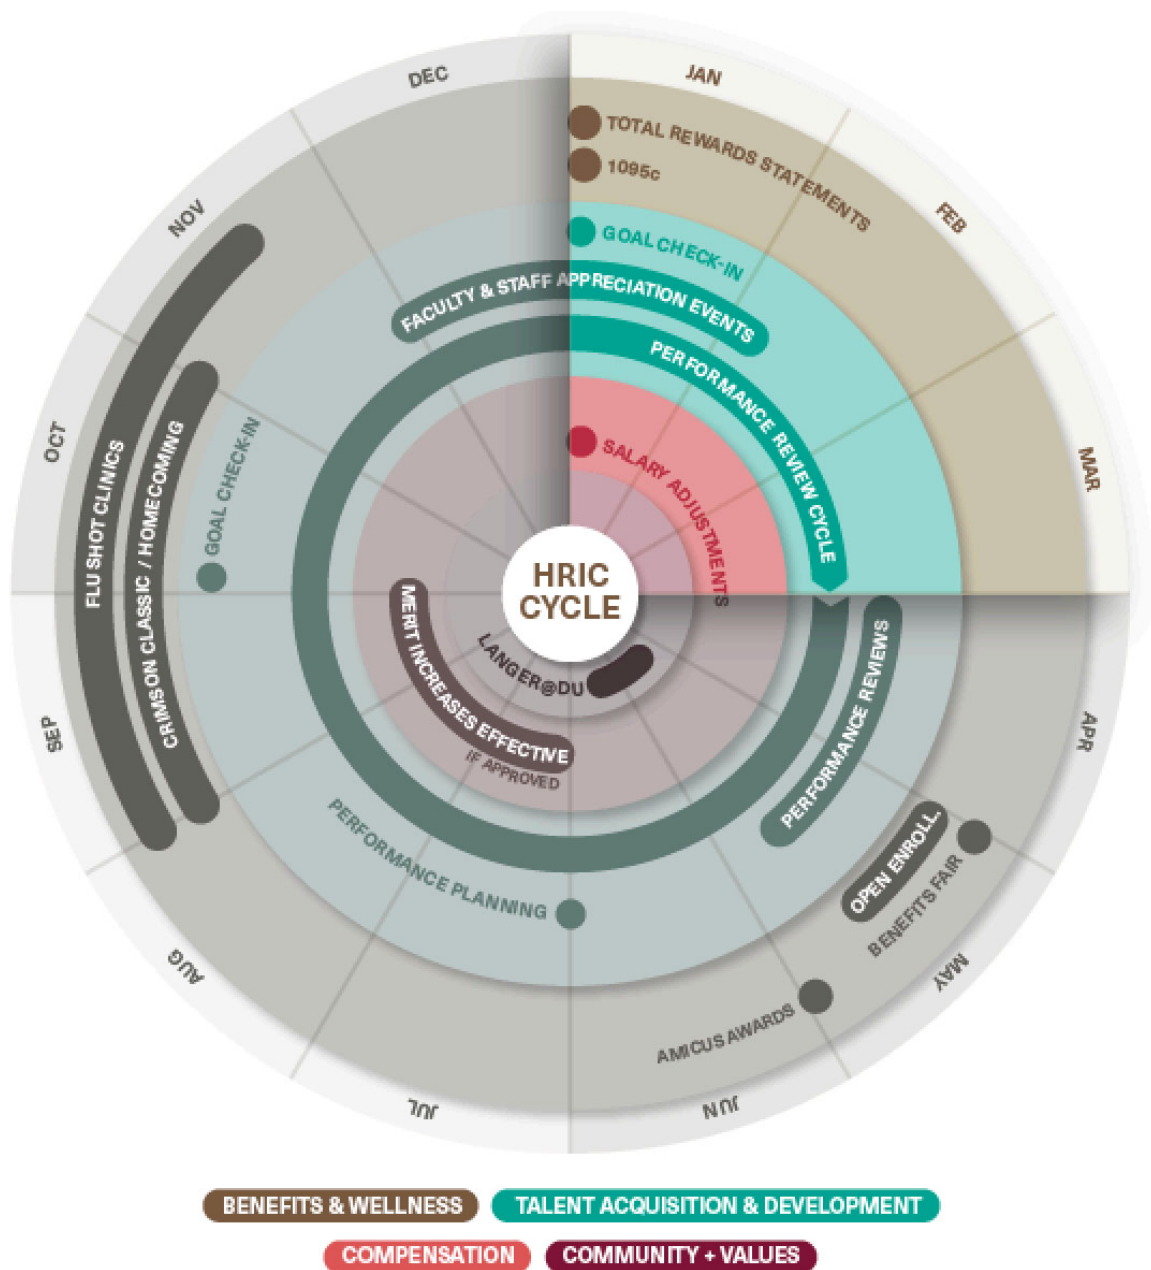 JAN
FEB
MAR
APR
MAY
JUN
JUL
AUG
SEP
OCT
NOV
DEC
TOTAL REWARDS STATEMENTS
1095c
GOAL CHECK-IN
FACULTY & STAFF APPRECIATION EVENTS
PERFORMANCE REVIEW CYCLE
SALARY ADJUSTMENTS
HRIC
CYCLE
LANGER@DU
PERFORMANCE REVIEWS
OPEN ENROLL.
BENEFITS FAIR
AMICUS AWARDS
MERIT INCREASES EFFECTIVE
IF APPROVED
PERFORMANCE PLANNING
GOAL CHECK-IN
CRIMSON CLASSIC / HOMECOMING
FLU SHOT CLINICS
BENEFITS & WELLNESS
TALENT ACQUISITION & DEVELOPMENT
COMPENSATION
COMMUNITY + VALUES